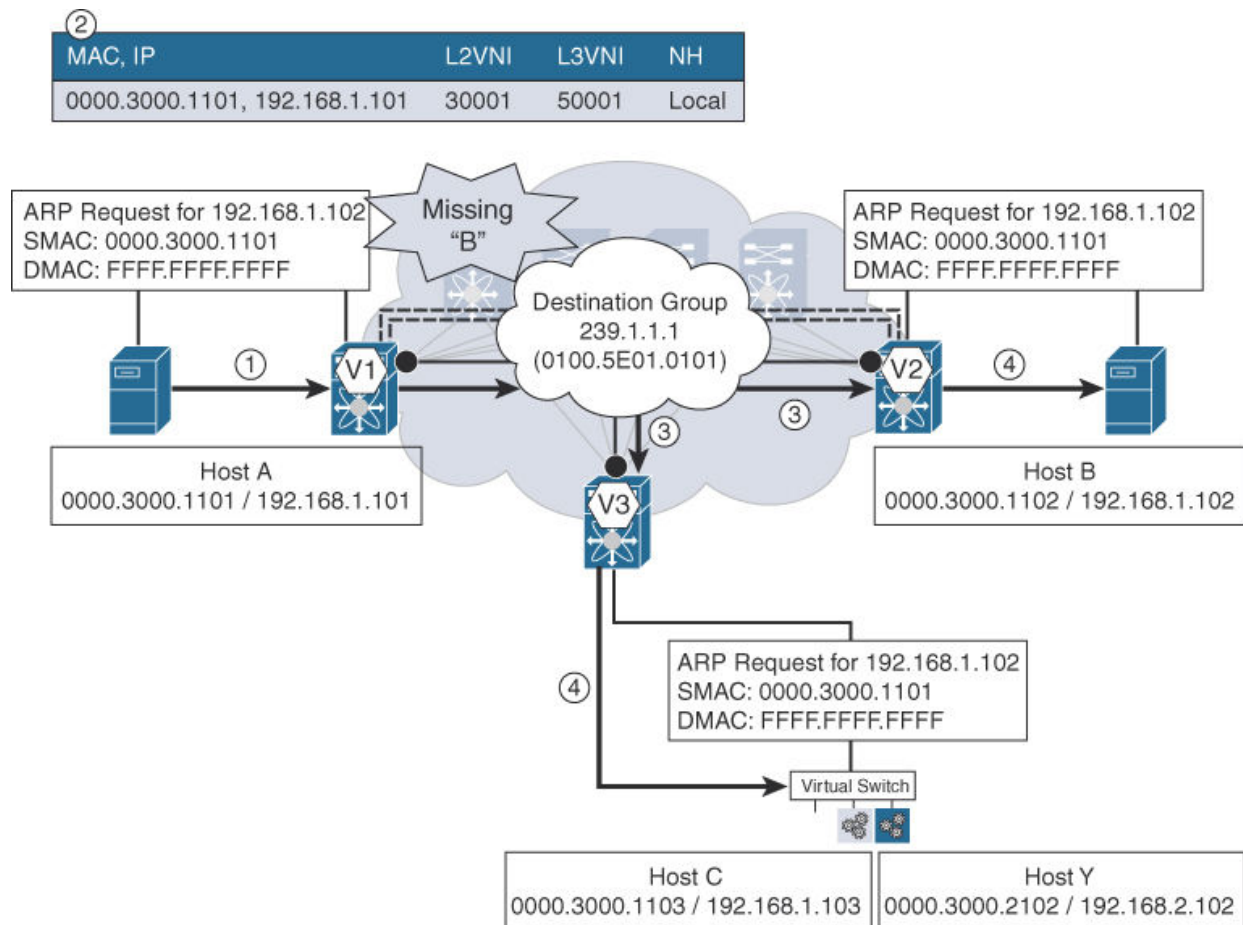 ②
MAC, IP L2VNI L3VNI NH
0000.3000.1101, 192.168.1.101 30001 50001 Local
ARP Request for 192.168.1.102
SMAC: 0000.3000.1101
DMAC: FFFF.FFFF.FFFF
Missing
“B”
ARP Request for 192.168.1.102
SMAC: 0000.3000.1101
DMAC: FFFF.FFFF.FFFF
Destination Group
239.1.1.1
(0100.5E01.0101)
①
V1
V2
④
③
③
Host A
0000.3000.1101 / 192.168.1.101
Host B
0000.3000.1102 / 192.168.1.102
V3
ARP Request for 192.168.1.102
SMAC: 0000.3000.1101
DMAC: FFFF.FFFF.FFFF
④
Virtual Switch
Host C
0000.3000.1103 / 192.168.1.103
Host Y
0000.3000.2102 / 192.168.2.102